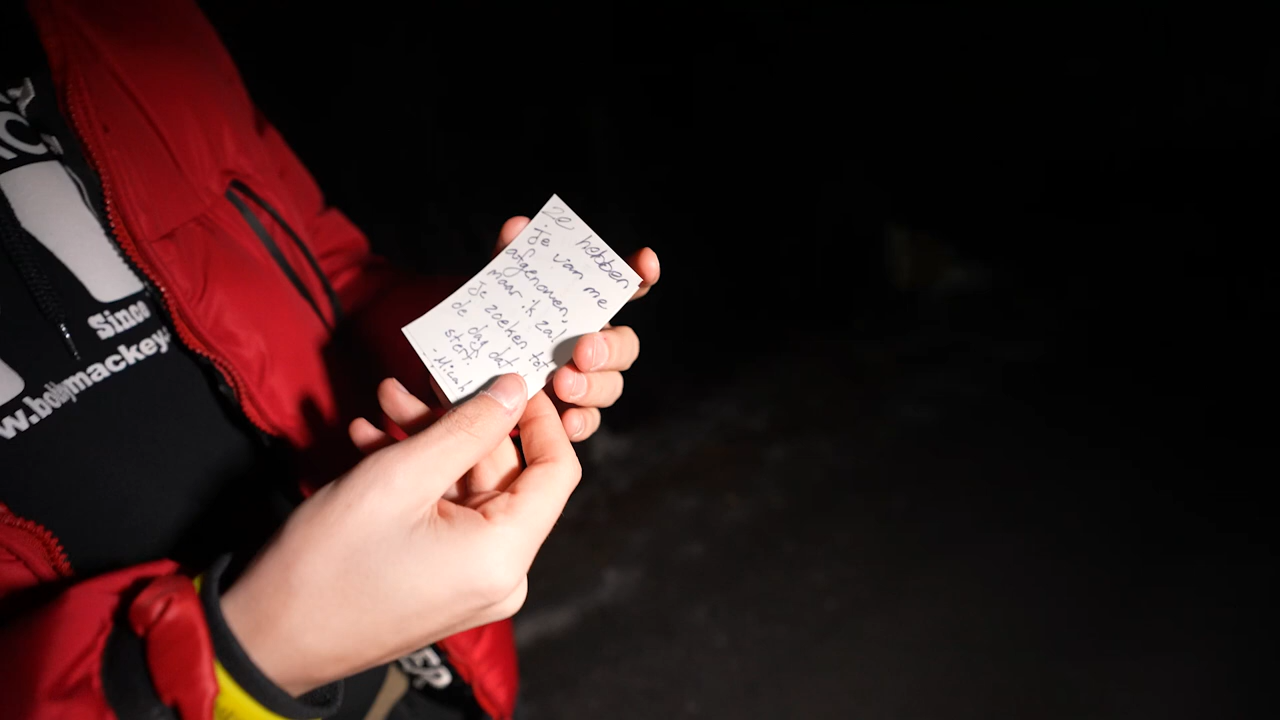 Since
w.bobbymackey
ze hebben
je van me
afgenomen,
maar ik zal
je zoeken tot
de dag dat
sterf.
-Micah